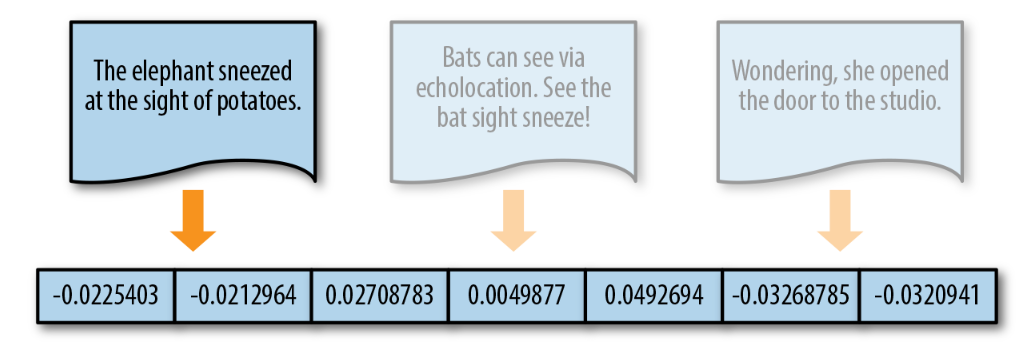 The elephant sneezed
at the sight of potatoes.
Bats can see via
echolocation. See the
bat sight sneeze!
Wondering, she opened
the door to the studio.
-0.0225403 -0.0212964 0.02708783 0.0049877 0.0492694 -0.03268785 -0.0320941